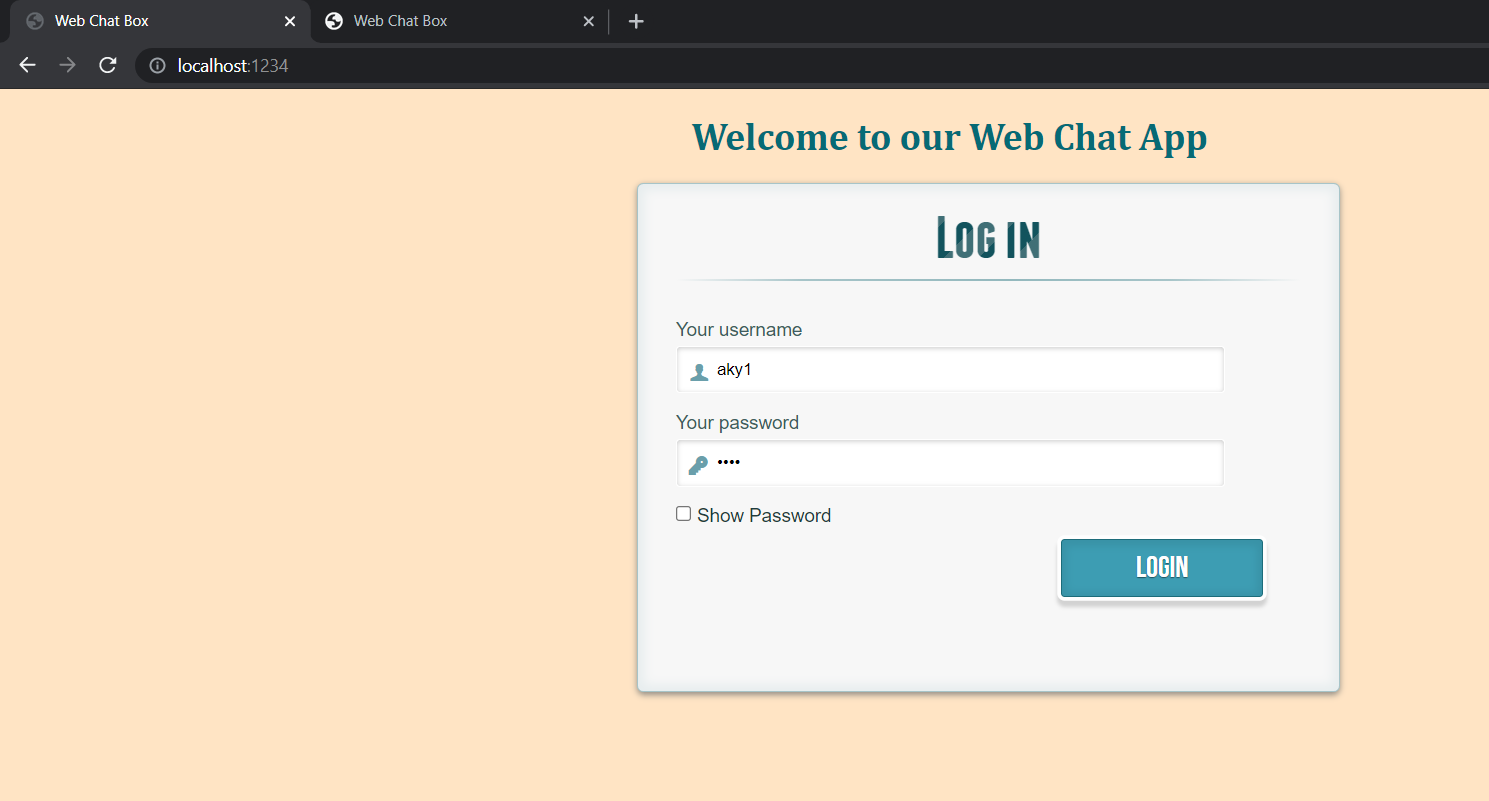 Web Chat Box
Web Chat Box
localhost:1234
Welcome to our Web Chat App
Log in
Your username
aky1
Your password
••••
Show Password
LOGIN